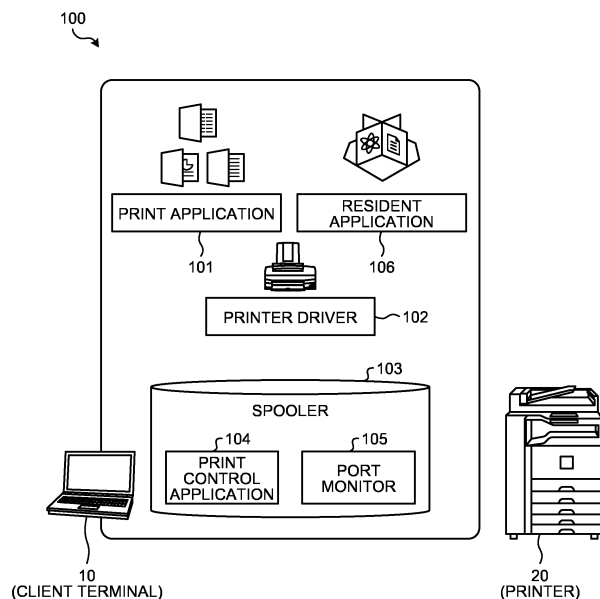 100
PRINT APPLICATION
RESIDENT
APPLICATION
101
106
PRINTER DRIVER
102
103
SPOOLER
104
105
PRINT
CONTROL
APPLICATION
PORT
MONITOR
10
(CLIENT TERMINAL)
20
(PRINTER)